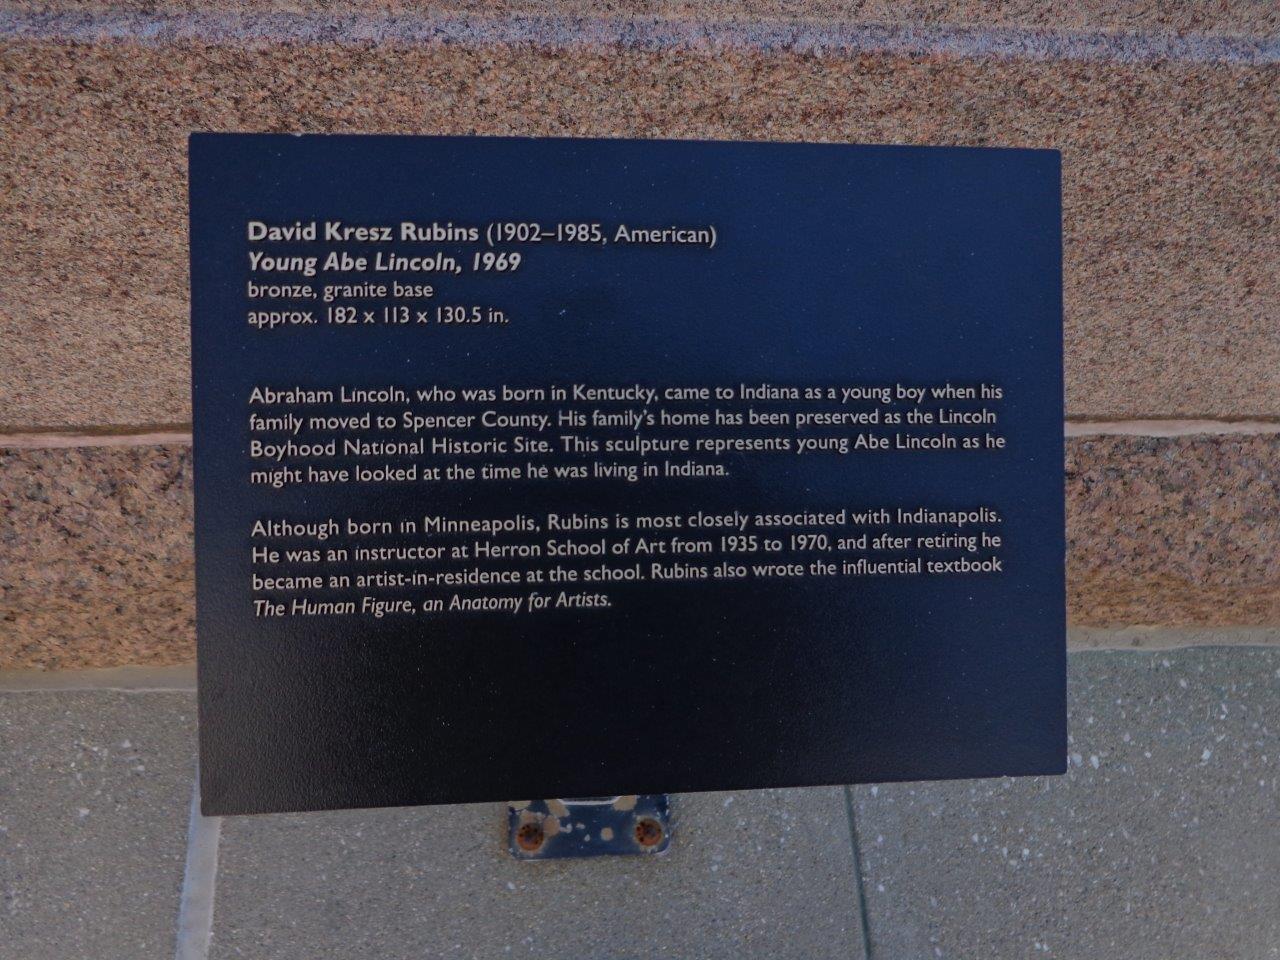 David Kresz Rubins (1902–1985, American)
Young Abe Lincoln, 1969
bronze, granite base
approx. 182 x 113 x 130.5 in.
Abraham Lincoln, who was born in Kentucky, came to Indiana as a young boy when his
family moved to Spencer County. His family's home has been preserved as the Lincoln
Boyhood National Historic Site. This sculpture represents young Abe Lincoln as he
might have looked at the time he was living in Indiana.
Although born in Minneapolis, Rubins is most closely associated with Indianapolis.
He was an instructor at Herron School of Art from 1935 to 1970, and after retiring he
became an artist-in-residence at the school. Rubins also wrote the influential textbook
The Human Figure, an Anatomy for Artists.